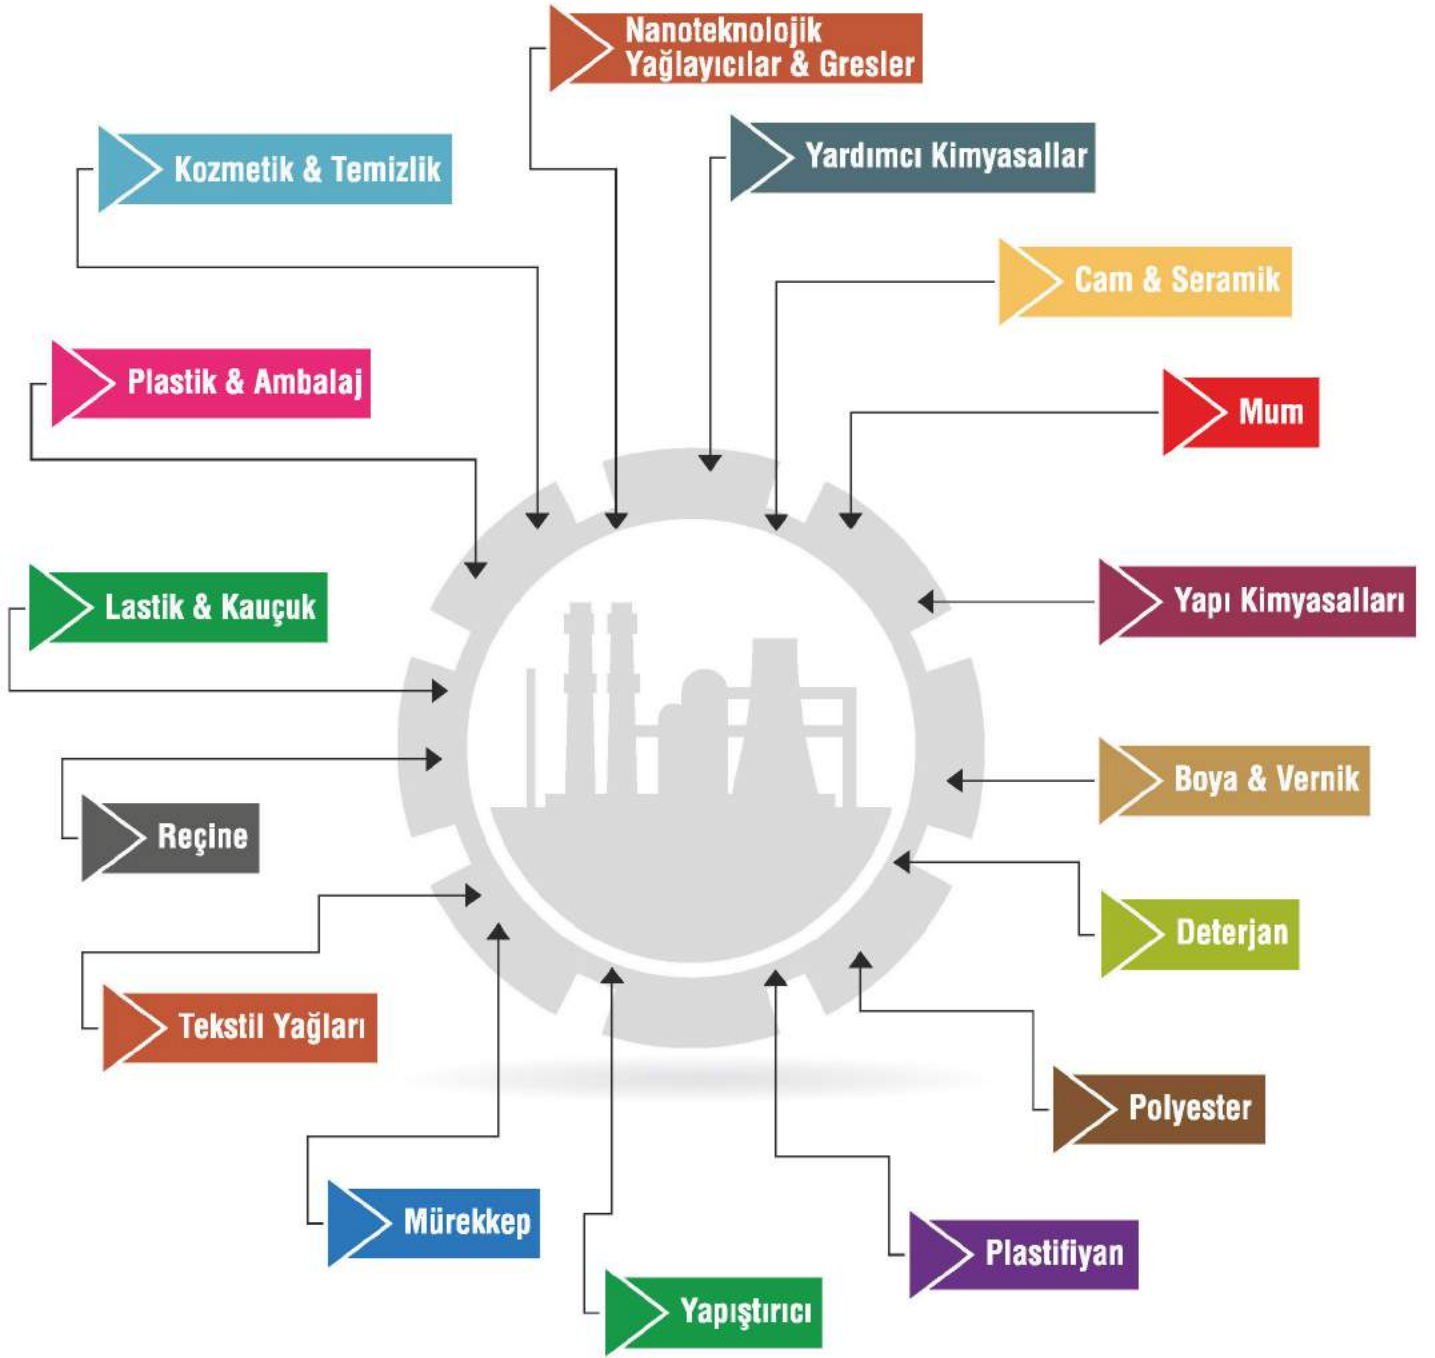 Nanoteknolojik
Yağlayıcılar & Gresler
Yardımcı Kimyasallar
Kozmetik & Temizlik
Cam & Seramik
Plastik & Ambalaj
Mum
Lastik & Kauçuk
Yapı Kimyasalları
Boya & Vernik
Reçine
Deterjan
Tekstil Yağları
Polyester
Mürekkep
Plastifiyan
Yapıştırıcı